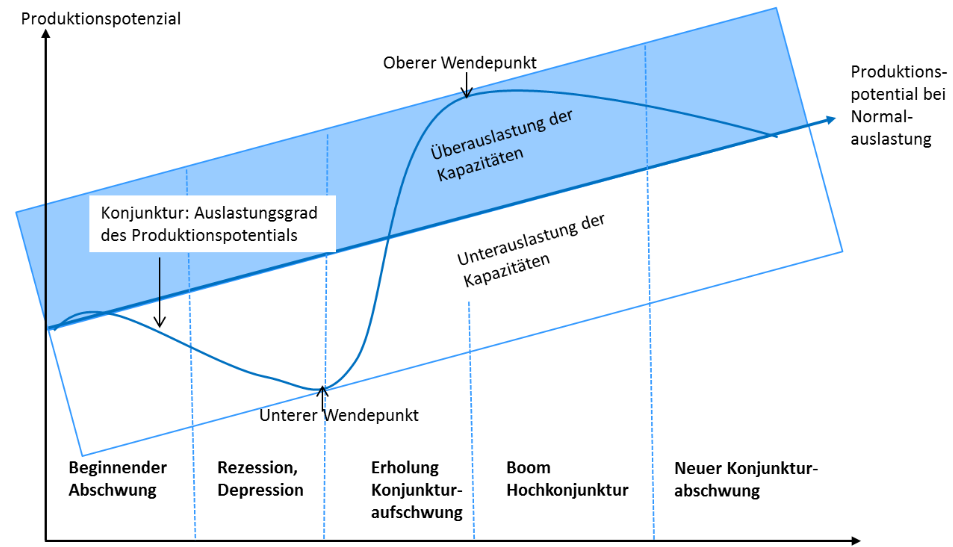 Produktionspotenzial
Oberer Wendepunkt
Produktions-
potential bei
Normal-
auslastung
Überauslastung der
Kapazitäten
Konjunktur: Auslastungsgrad
des Produktionspotentials
Unterauslastung der
Kapazitäten
Unterer Wendepunkt
Beginnender
Abschwung
Rezession,
Depression
Erholung
Konjunktur-
aufschwung
Boom
Hochkonjunktur
Neuer Konjunktur-
abschwung